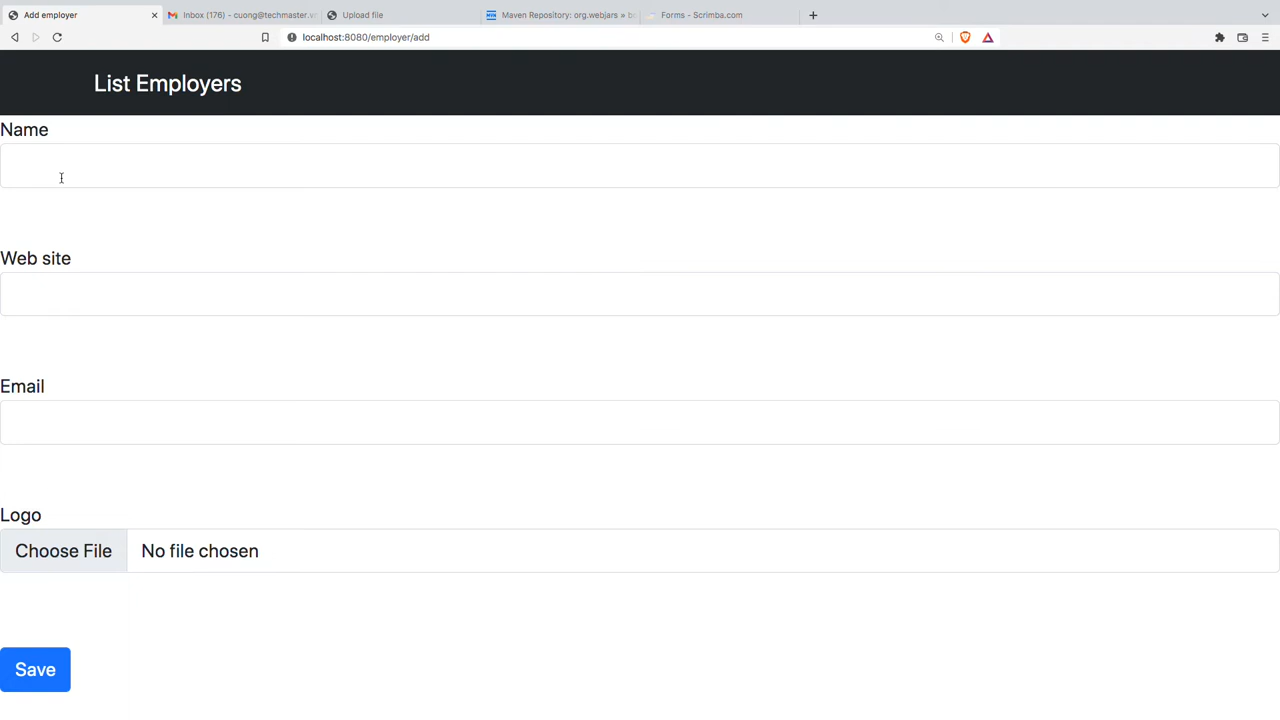 Add employer
Inbox (176) - cuong@techmaster.v
Upload file
Maven Repository: org.webjars » b
Forms - Scrimba.com
localhost:8080/employer/add
List Employers
Name
Web site
Email
Logo
Choose File No file chosen
Save